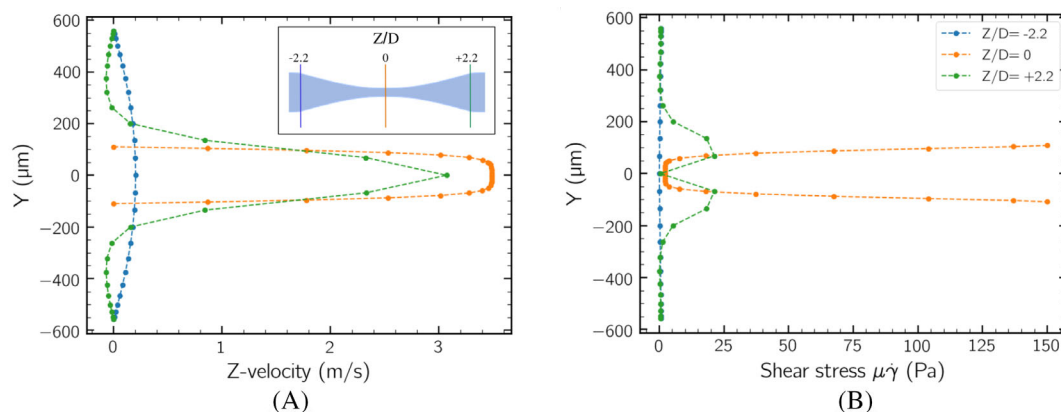 600
400
200
0
−200
−400
−600
Y (μm)
0
1
2
3
Z-velocity (m/s)
Z/D
-2.2
0
+2.2
(A)
600
400
200
0
−200
−400
−600
Y (μm)
0
25
50
75
100
125
150
Shear stress μγ̇ (Pa)
Z/D= -2.2
Z/D= 0
Z/D= +2.2
(B)